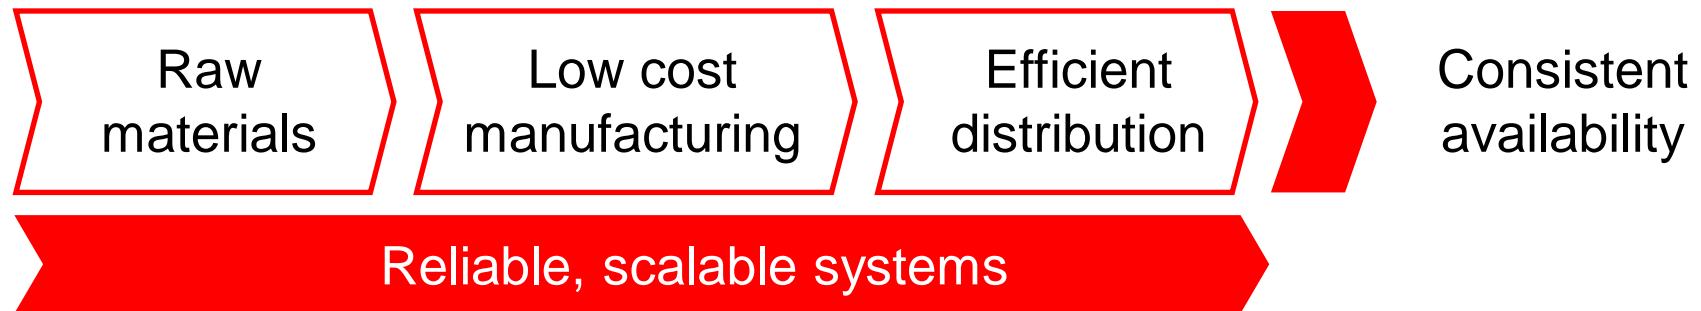 Raw
materials
Low cost
manufacturing
Efficient
distribution
Consistent
availability
Reliable, scalable systems